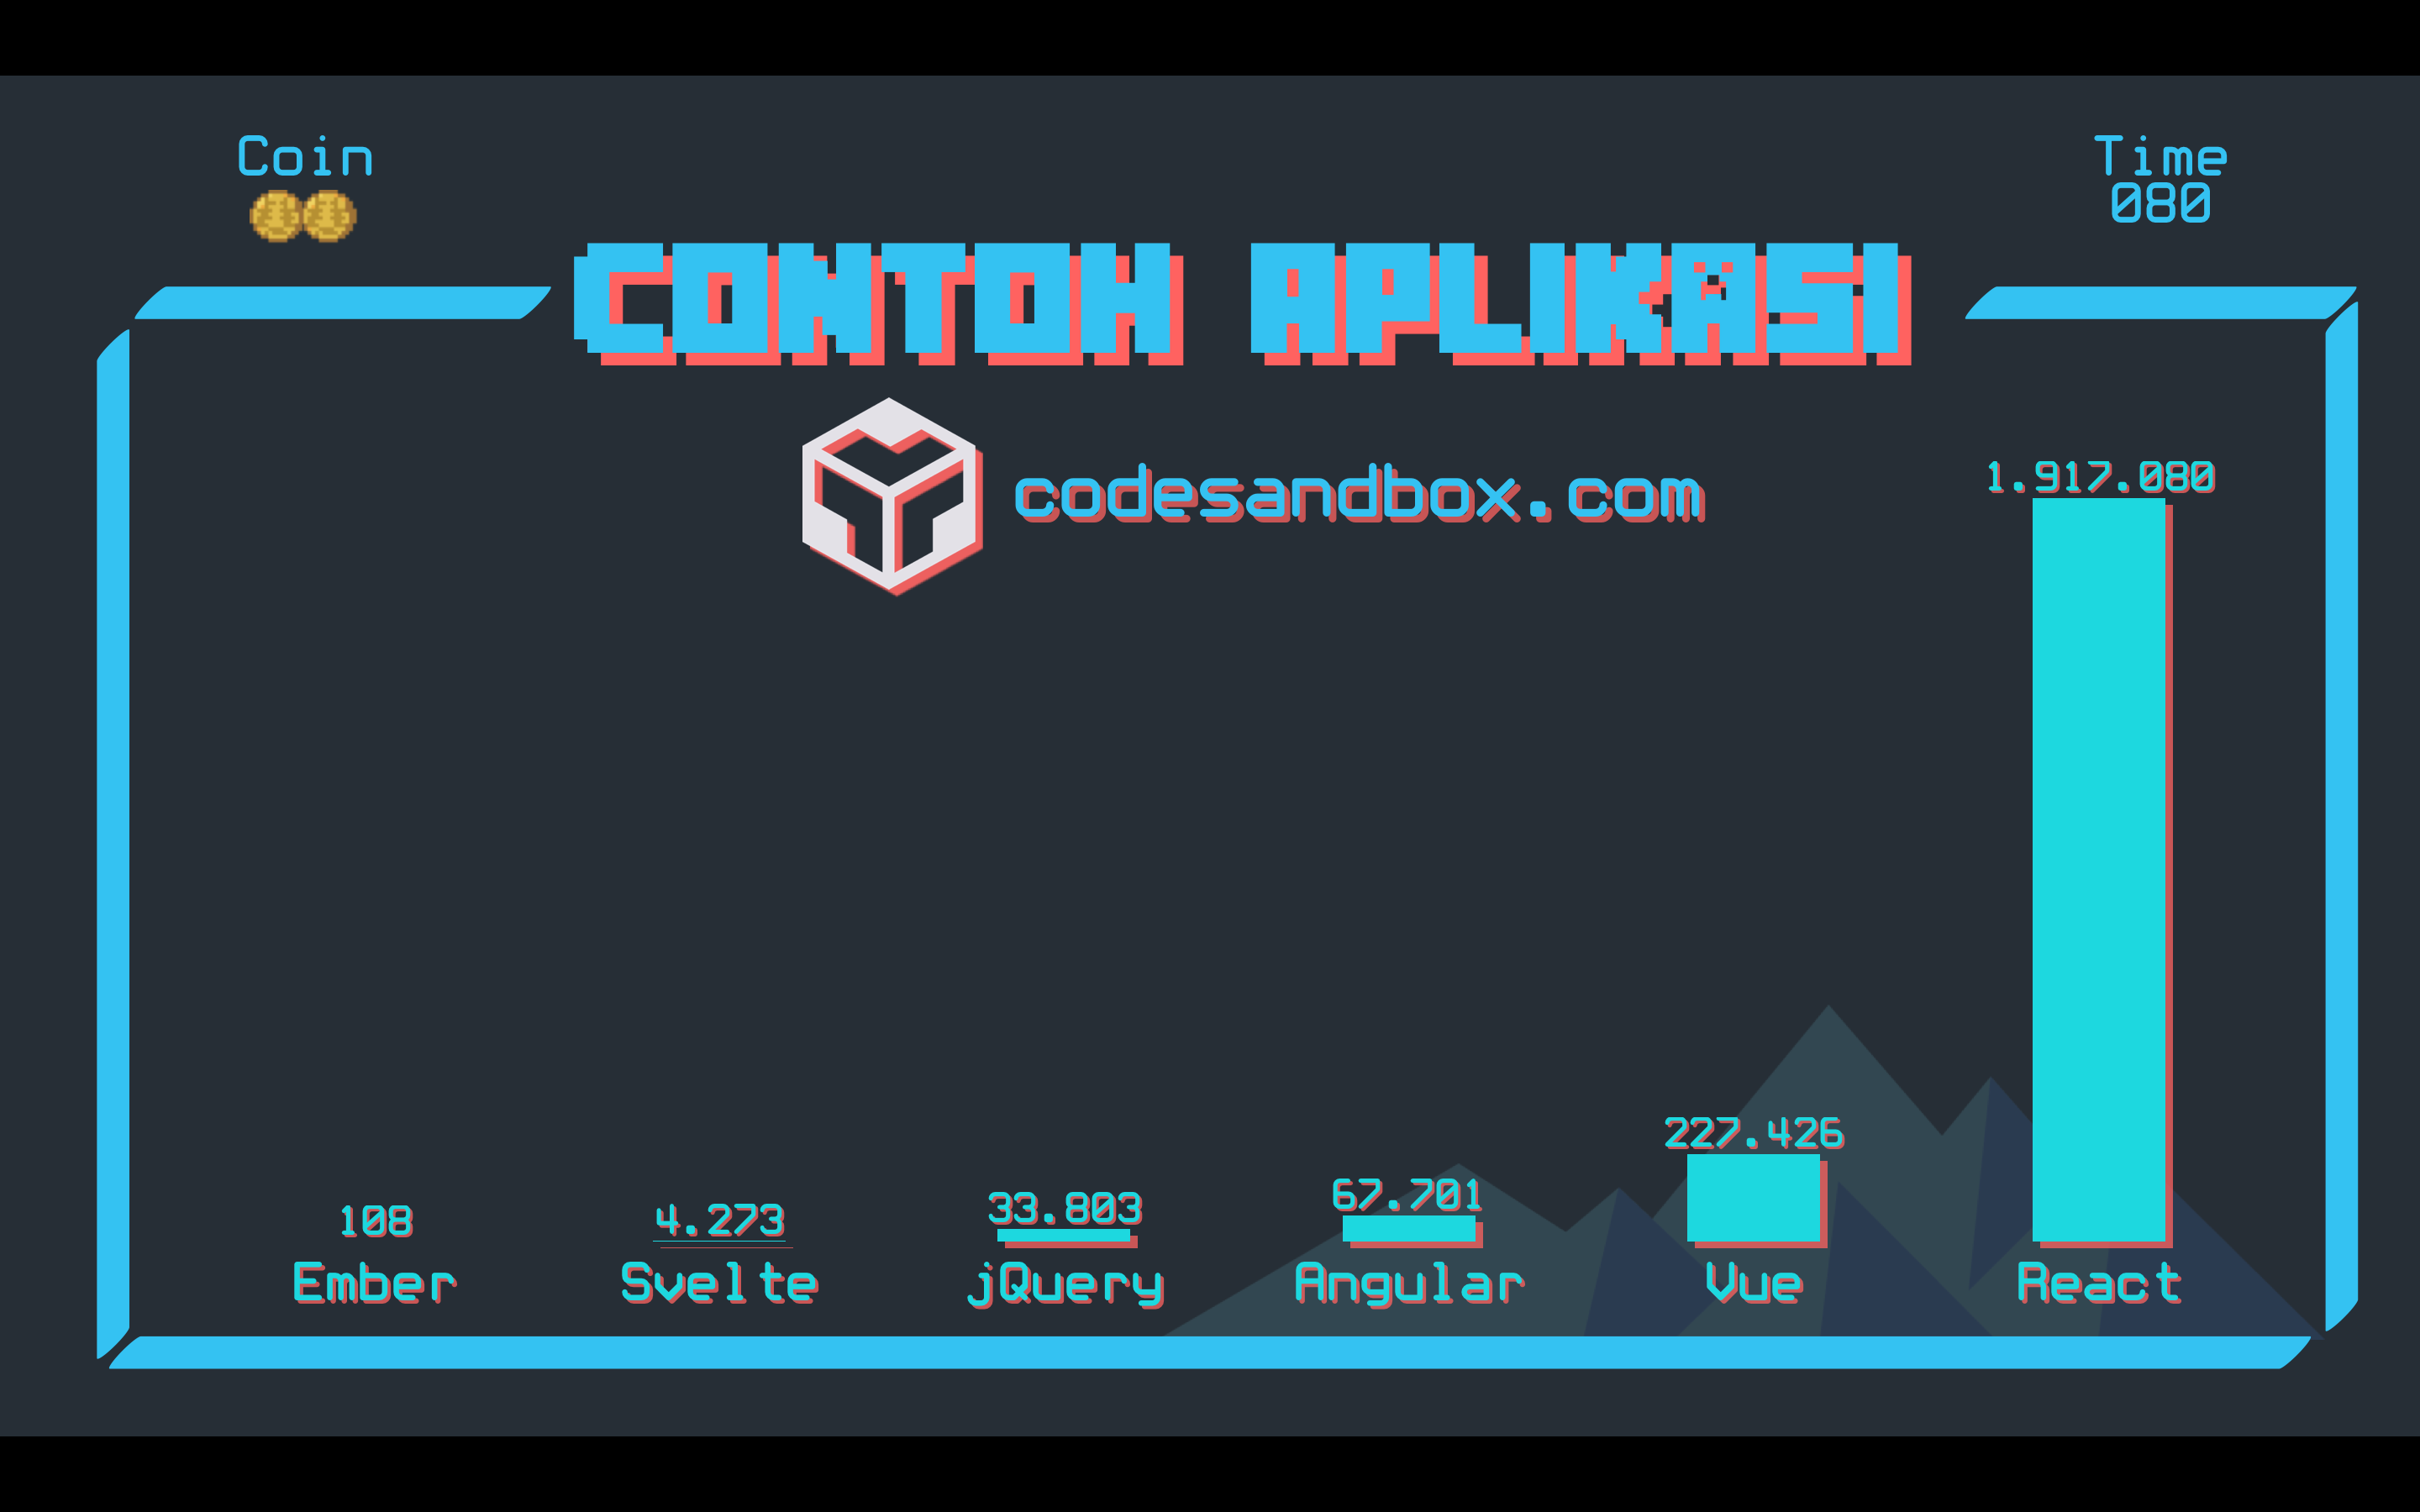 Coin
Time
080
CONTOH APLIKASI
codesandbox.com
1.917.080
227.426
67.701
33.803
4.273
108
Ember
Svelte
jQuery
Angular
Vue
React